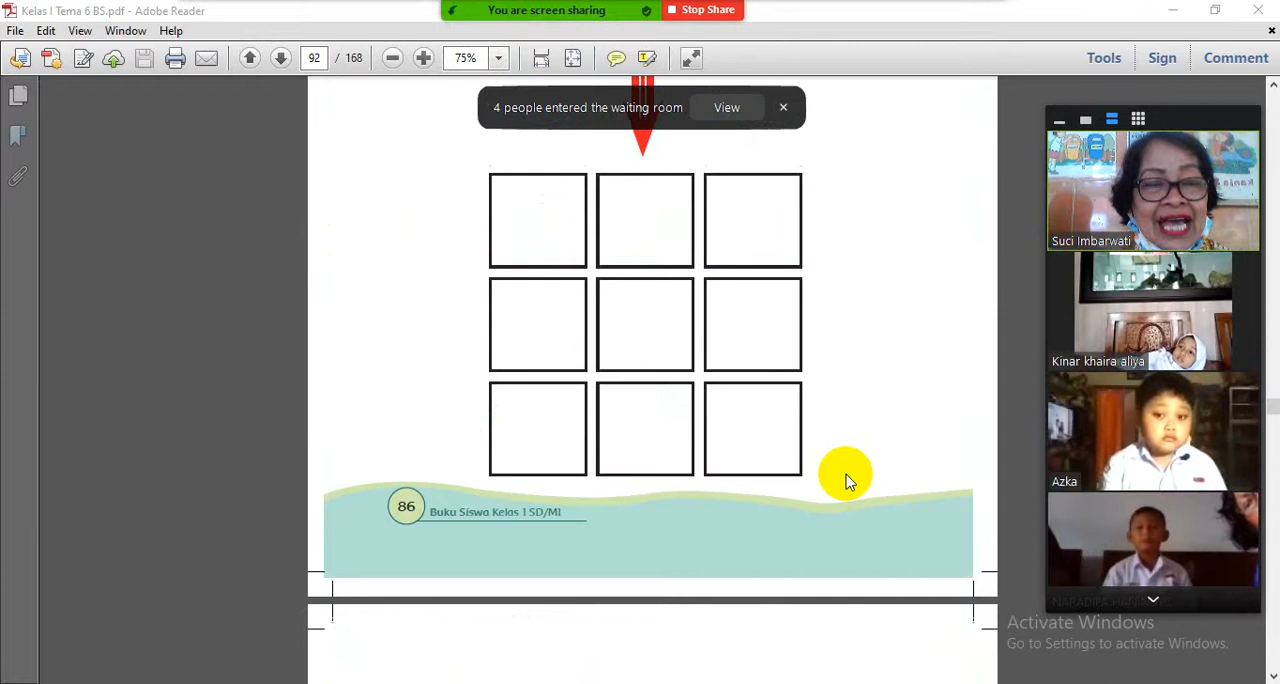 Kelas I Tema 6 BS.pdf - Adobe Reader
You are screen sharing
Stop Share
File Edit View Window Help
92 / 168
75%
Tools Sign Comment
4 people entered the waiting room View
Suci Imbarwati
Kinar khaira aliya
Azka
86 Buku Siswa Kelas I SD/MI
Activate Windows
Go to Settings to activate Windows.